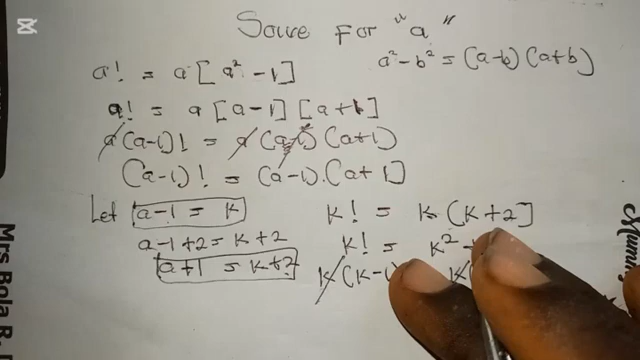 Solve For "a"
a! = a[a² - 1]
a² - b² = (a-b)(a+b)
a! = a[a-1][a+1]
a(a-1)! = a(a-1)(a+1)
(a-1)! = (a-1).(a+1]
Let a-1 = k
k! = k(k+2]
a-1+2 = k+2
k! = k²
a+1 = k+2
k(k-
k(
Mrs Bola R.